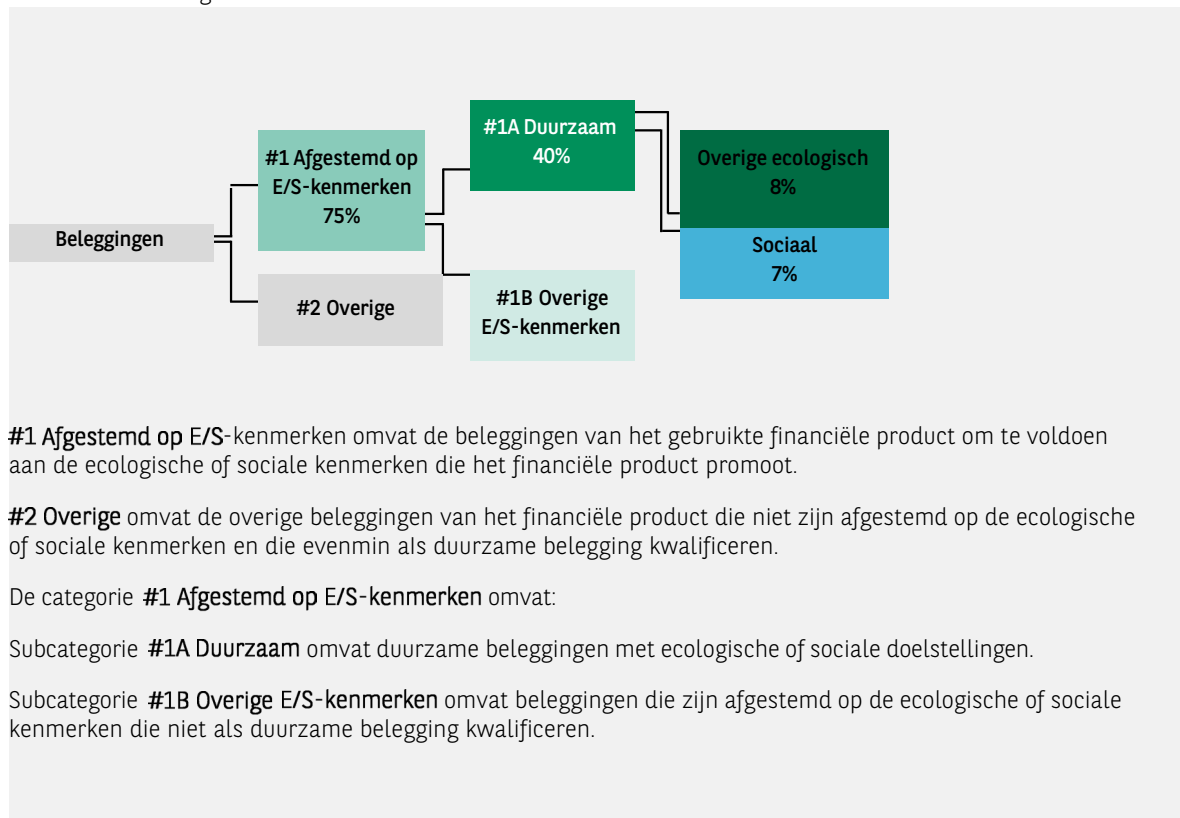 #1A Duurzaam
40%
#1 Afgestemd op
E/S-kenmerken
75%
Overige ecologisch
8%
Beleggingen
Sociaal
7%
#2 Overige
#1B Overige
E/S-kenmerken
#1 Afgestemd op E/S-kenmerken omvat de beleggingen van het gebruikte financiële product om te voldoen
aan de ecologische of sociale kenmerken die het financiële product promoot.
#2 Overige omvat de overige beleggingen van het financiële product die niet zijn afgestemd op de ecologische
of sociale kenmerken en die evenmin als duurzame belegging kwalificeren.
De categorie #1 Afgestemd op E/S-kenmerken omvat:
Subcategorie #1A Duurzaam omvat duurzame beleggingen met ecologische of sociale doelstellingen.
Subcategorie #1B Overige E/S-kenmerken omvat beleggingen die zijn afgestemd op de ecologische of sociale
kenmerken die niet als duurzame belegging kwalificeren.